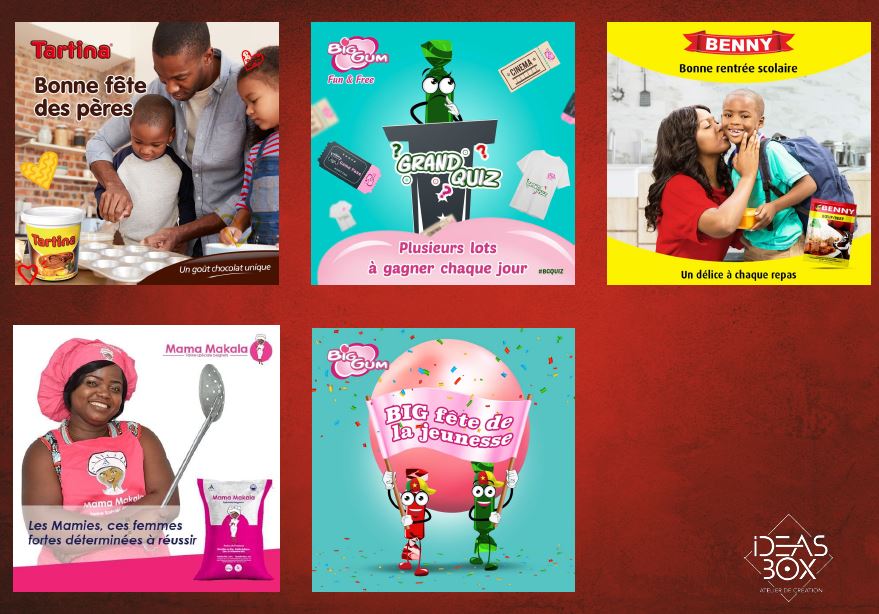 Tartina
Bonne fête
des pères
Tartina
Un goût chocolat unique
BIG GUM
Fun & Free
CINEMA
GRAND
QUIZ
Plusieurs lots
à gagner chaque jour
#BGQUIZ
BENNY
Bonne rentrée scolaire
BENNY
Un délice à chaque repas
Mama Makala
Mama Makala
Les Mamies, ces femmes
fortes déterminées à réussir
Mama Makala
BIG GUM
BIG fête de
la jeunesse
iDEAS
BOX
ATELIER DE CREATION